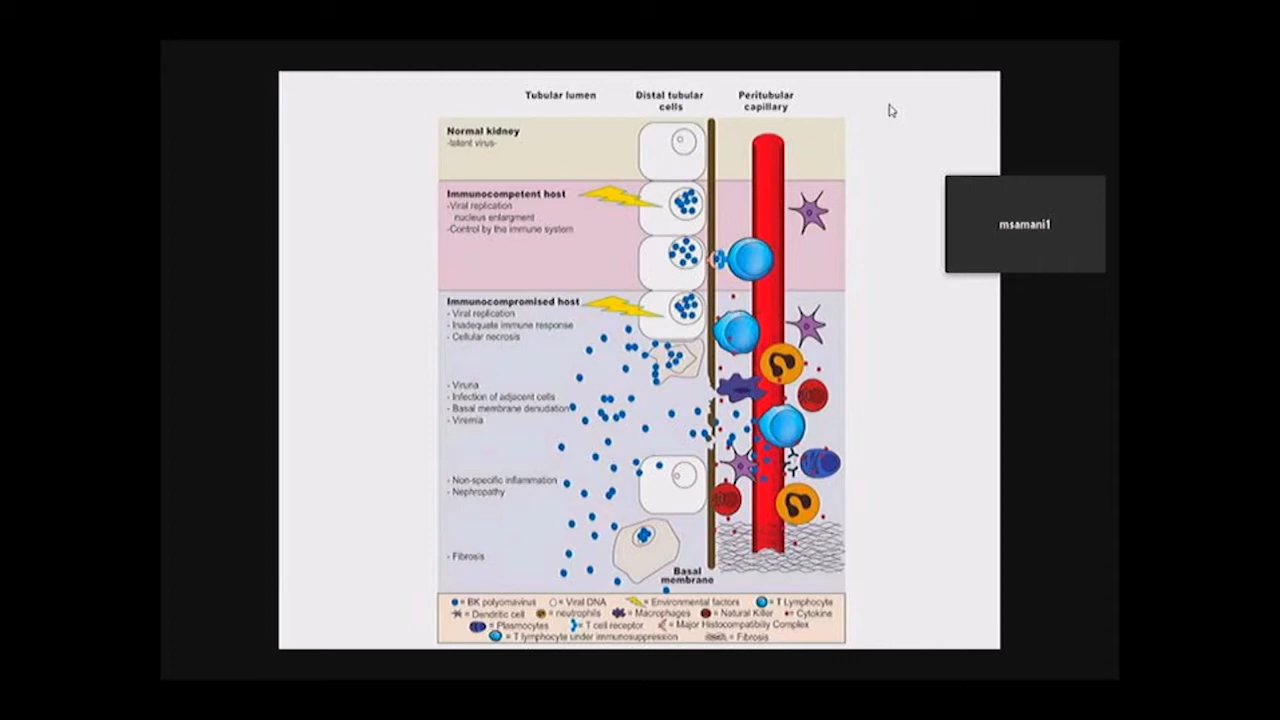 Tubular lumen
Distal tubular
cells
Peritubular
capillary
Normal kidney
-latent virus-
Immunocompetent host
-Viral replication
nucleus enlargment
-Control by the immune system
Immunocompromised host
- Viral replication
- Inadequate immune response
- Cellular necrosis
- Viruria
- Infection of adjacent cells
- Basal membrane denudation
- Viremia
- Non-specific inflammation
- Nephropathy
- Fibrosis
Basal
membrane
= BK polyomavirus = Viral DNA = Environmental factors = T Lymphocyte
= Dendritic cell = neutrophils = Macrophages = Natural Killer = Cytokine
= Plasmocytes = T cell receptor = Major Histocompatibiliy Complex
= T lymphocyte under immunosuppression = Fibrosis
msamani1